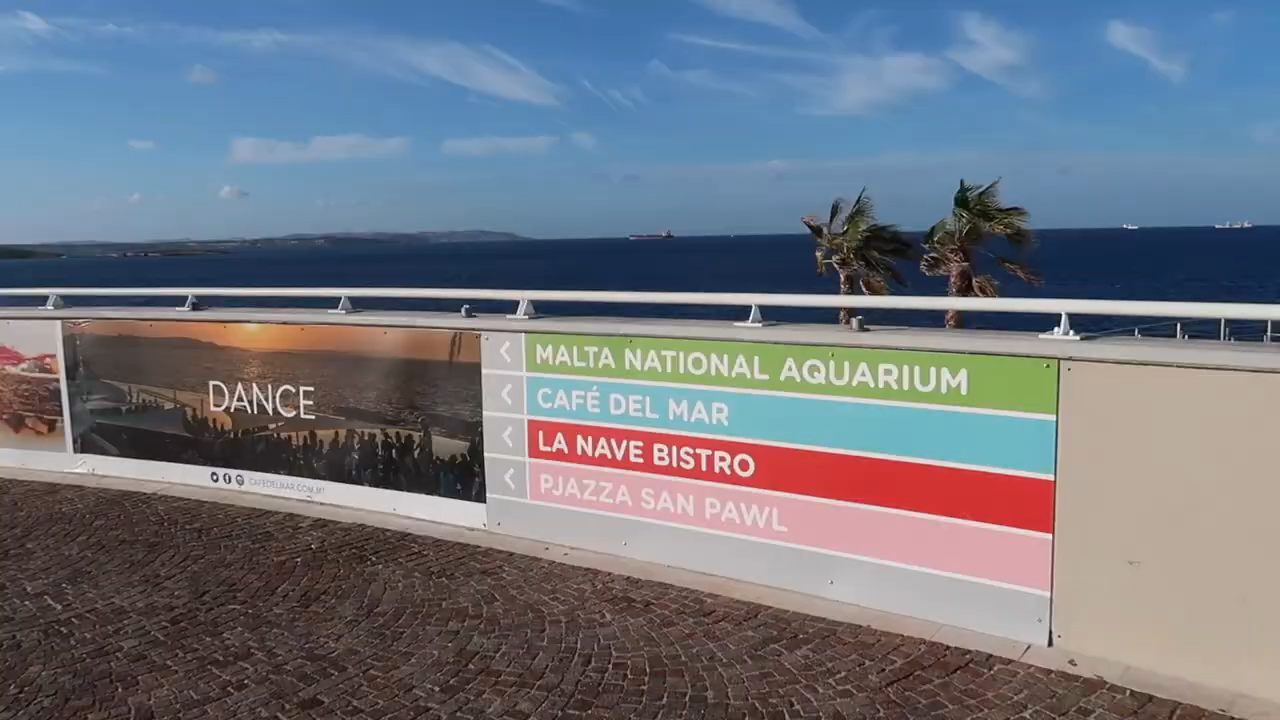 DANCE
CAFEDELMAR.COM.MT
< MALTA NATIONAL AQUARIUM
< CAFÉ DEL MAR
< LA NAVE BISTRO
< PJAZZA SAN PAWL